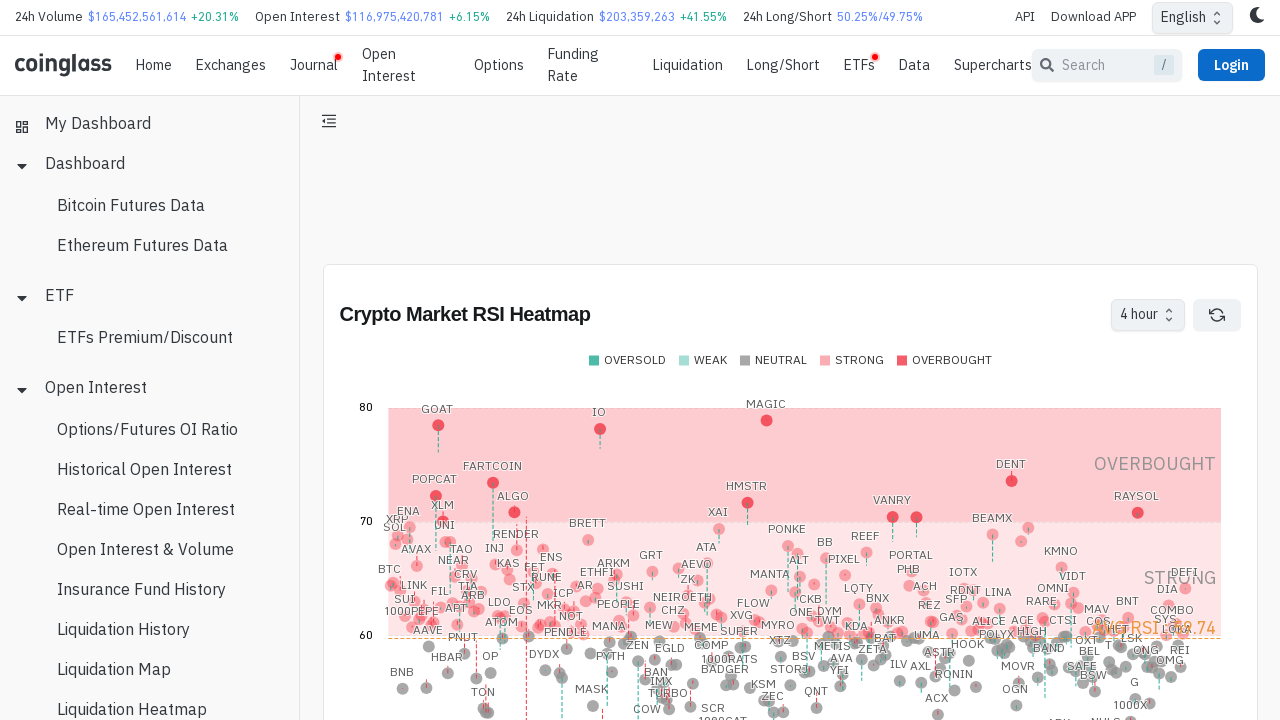 24h Volume $165,452,561,614 +20.31% Open Interest $116,975,420,781 +6.15% 24h Liquidation $203,359,263 +41.55% 24h Long/Short 50.25%/49.75% API Download APP English
coinglass Home Exchanges Journal Open Interest Options Funding Rate Liquidation Long/Short ETFs Data Supercharts Search / Login
My Dashboard
Dashboard
Bitcoin Futures Data
Ethereum Futures Data
ETF
ETFs Premium/Discount
Open Interest
Options/Futures OI Ratio
Historical Open Interest
Real-time Open Interest
Open Interest & Volume
Insurance Fund History
Liquidation History
Liquidation Map
Liquidation Heatmap
Crypto Market RSI Heatmap 4 hour
OVERSOLD WEAK NEUTRAL STRONG OVERBOUGHT
80
GOAT IO MAGIC
OVERBOUGHT
POPCAT FARTCOIN HMSTR DENT
XLM ALGO VANRY RAYSOL
ENA XAI BEAMX
70
XRP UNI BRETT
SOL RENDER PONKE REEF
AVAX TAO INJ ATA BB KMNO
NEAR KAS ENS GRT ALT PIXEL PORTAL
BTC CRV FET RUNE ARKM AEVO MANTA PHB IOTX VIDT DEFI
STRONG
LINK FIL TIA ARB STX ICP AR ETHFI SUSHI ZK LQTY ACH RDNT LINA OMNI
SUI LDO MKR PEOPLE NEIROETH FLOW CKB BNX REZ SFP RARE BNT
1000PEPE APT EOS NOT CHZ XVG ONE DYM ANKR GAS MAV COMBO
AAVE ATOM PENDLE MANA MEW MEME SUPER MYRO TWT KDA ALICE ACE CTSI SYS
60
PNUT ZEN COMP XTZ METIS BAT UMA POLYX HIGH OXT LSK LOKA
HBAR OP DYDX PYTH EGLD 1000RATS BSV AVA ZETA ASTR HOOK BAND BEL ONG REI
BNB BAN BADGER STORJ YFI ILV AXL RONIN MOVR SAFE BSW OMG
TON MASK IMX TURBO KSM ZEC QNT ACX OGN G
COW SCR 1000X
1000CAT